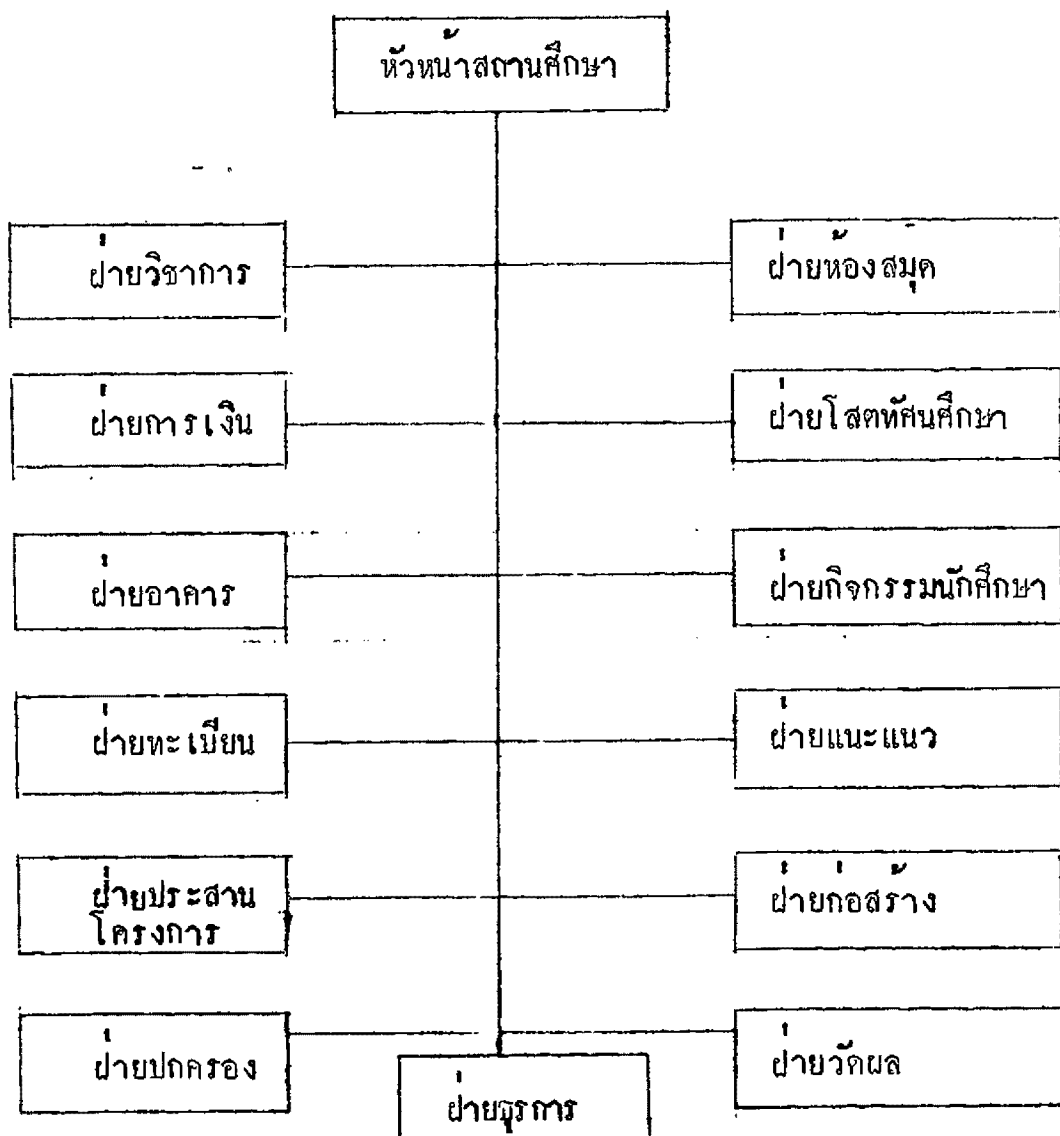 หัวหน้าสถานศึกษา
ฝ่ายวิชาการ
ฝ่ายห้องสมุด
ฝ่ายการเงิน
ฝ่ายโสตทัศนศึกษา
ฝ่ายอาคาร
ฝ่ายกิจกรรมนักศึกษา
ฝ่ายทะเบียน
ฝ่ายแนะแนว
ฝ่ายประสาน
โครงการ
ฝ่ายก่อสร้าง
ฝ่ายปกครอง
ฝ่ายวัดผล
ฝ่ายธุรการ